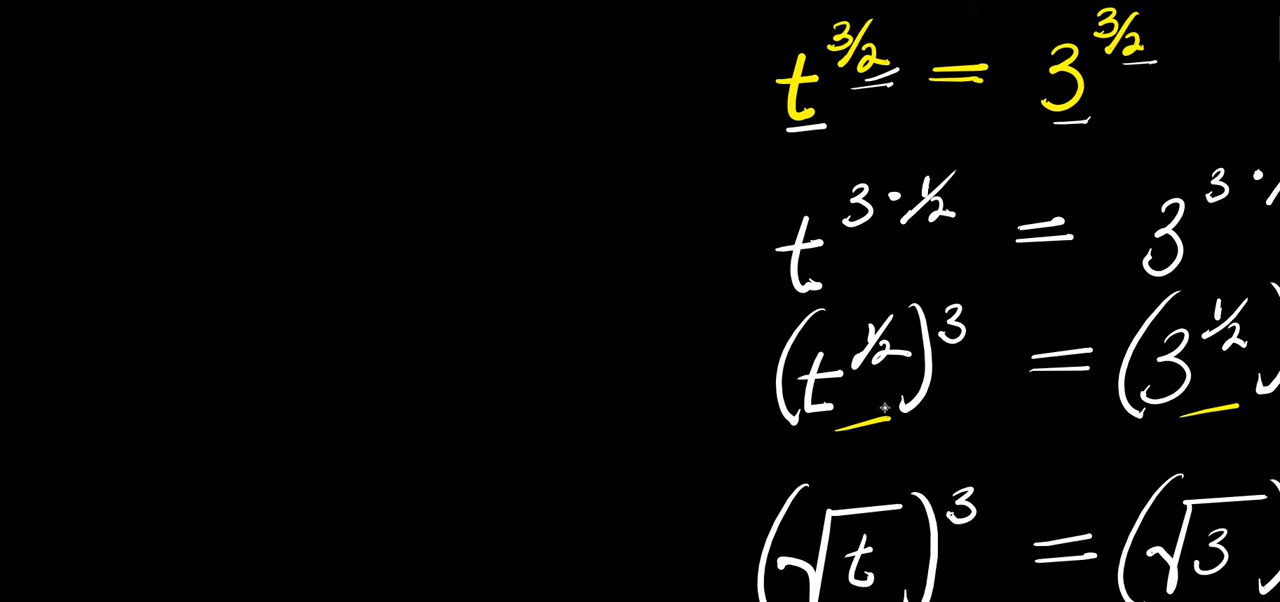 t^{3/2} = 3^{3/2}
t^{3 · 1/2} = 3^{3 ·
(t^{1/2})^3 = (3^{1/2}
(√t)^3 = (√3